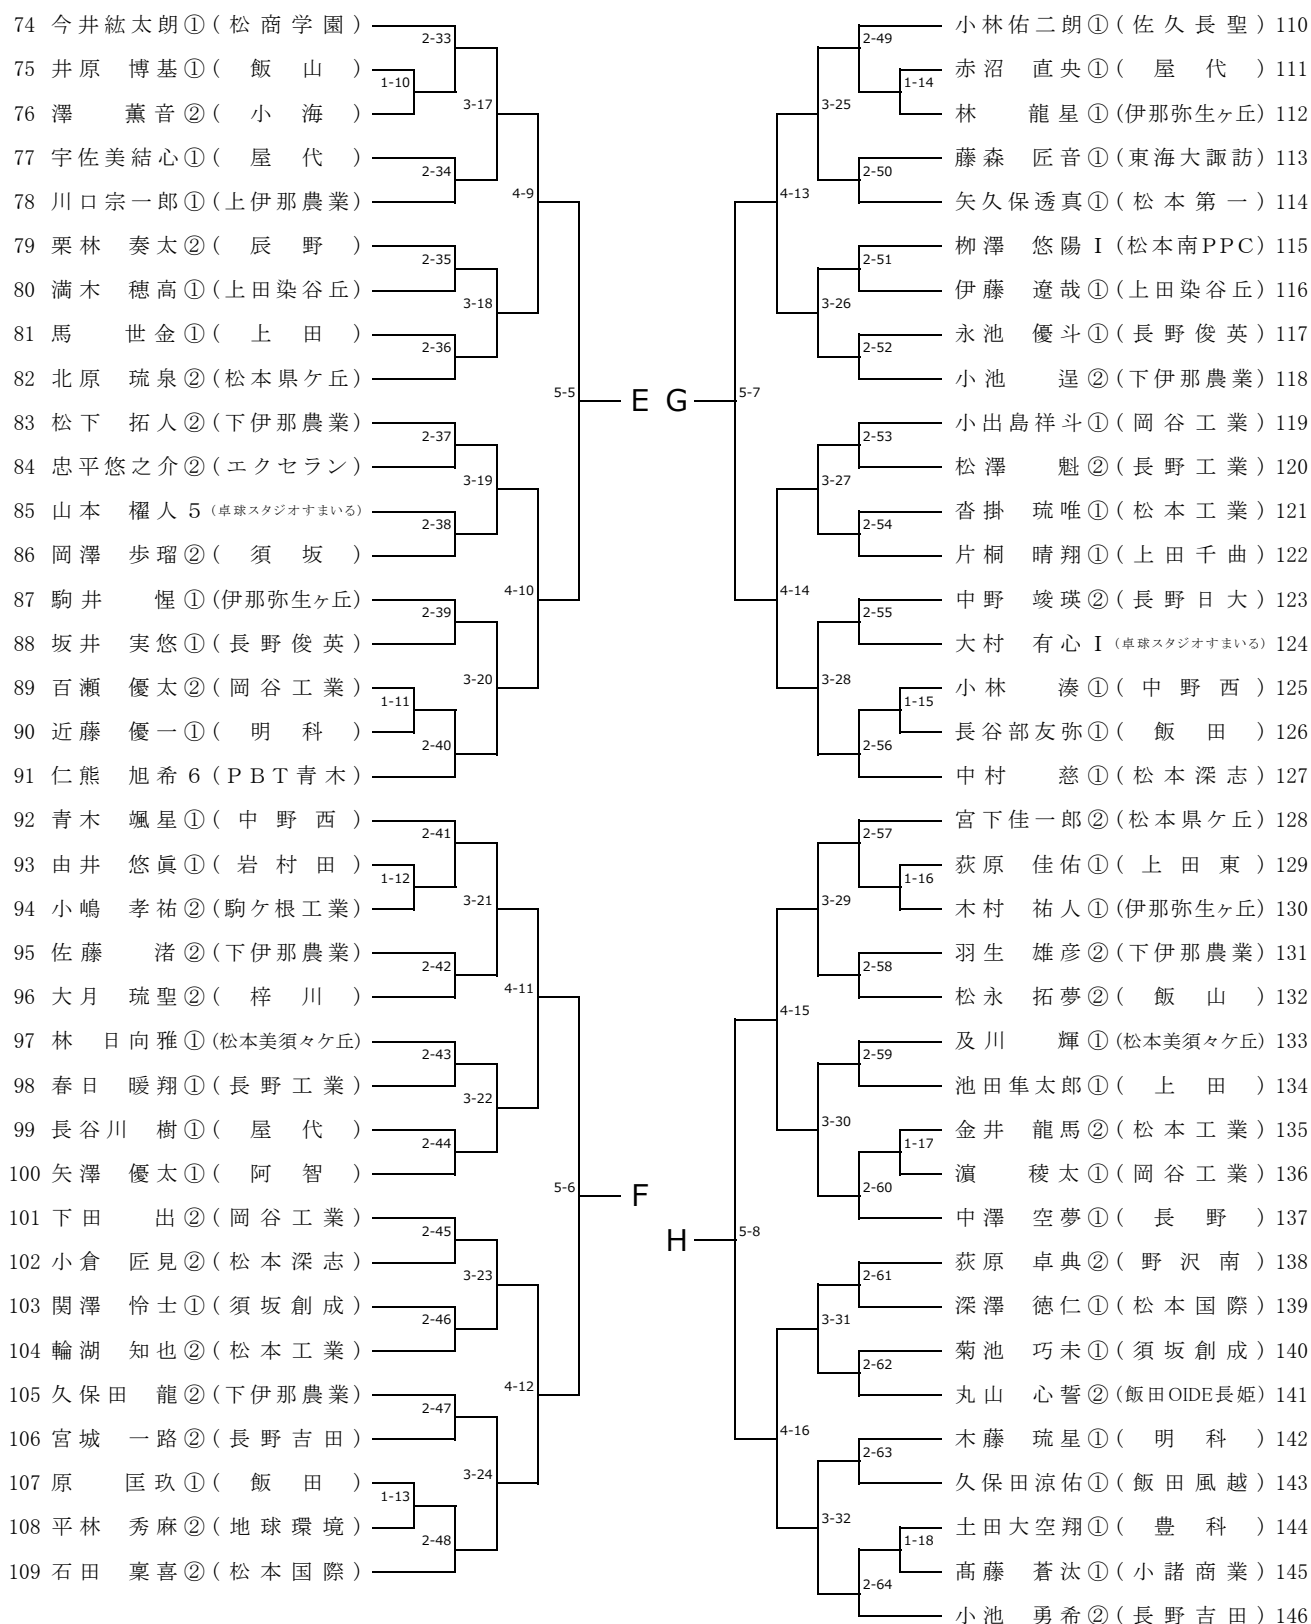 74 今井紘太朗①(松商学園)
2-33
75 井原　博基①(飯　山)
1-10
76 澤　　薫音②(小　海)
3-17
77 宇佐美結心①(屋　代)
2-34
78 川口宗一郎①(上伊那農業)
4-9
79 栗林　奏太②(辰　野)
2-35
80 満木　穂高①(上田染谷丘)
3-18
81 馬　　世金①(上　田)
2-36
82 北原　琉泉②(松本県ケ丘)
5-5
E
83 松下　拓人②(下伊那農業)
2-37
84 忠平悠之介②(エクセラン)
3-19
85 山本　櫂人 5 (卓球スタジオすまいる)
2-38
86 岡澤　歩瑠②(須　坂)
4-10
87 駒井　　惺①(伊那弥生ヶ丘)
2-39
88 坂井　実悠①(長野俊英)
3-20
89 百瀬　優太②(岡谷工業)
1-11
90 近藤　優一①(明　科)
2-40
91 仁熊　旭希 6 (PBT青木)
92 青木　颯星①(中野西)
2-41
93 由井　悠眞①(岩村田)
1-12
94 小嶋　孝祐②(駒ケ根工業)
3-21
95 佐藤　　渚②(下伊那農業)
2-42
96 大月　琉聖②(梓　川)
4-11
97 林　日向雅①(松本美須々ケ丘)
2-43
98 春日　暖翔①(長野工業)
3-22
99 長谷川　樹①(屋　代)
2-44
100 矢澤　優太①(阿　智)
5-6
F
101 下田　　出②(岡谷工業)
2-45
102 小倉　匠見②(松本深志)
3-23
103 関澤　怜士①(須坂創成)
2-46
104 輪湖　知也②(松本工業)
4-12
105 久保田　龍②(下伊那農業)
2-47
106 宮城　一路②(長野吉田)
3-24
107 原　　匡玖①(飯　田)
1-13
108 平林　秀麻②(地球環境)
2-48
109 石田　稟喜②(松本国際)
小林佑二朗①(佐久長聖) 110
2-49
赤沼　直央①(屋　代) 111
1-14
林　　龍星①(伊那弥生ヶ丘) 112
3-25
藤森　匠音①(東海大諏訪) 113
2-50
矢久保透真①(松本第一) 114
4-13
栁澤　悠陽 I (松本南PPC) 115
2-51
伊藤　遼哉①(上田染谷丘) 116
3-26
永池　優斗①(長野俊英) 117
2-52
小池　　逞②(下伊那農業) 118
G
5-7
小出島祥斗①(岡谷工業) 119
2-53
松澤　　魁②(長野工業) 120
3-27
沓掛　琉唯①(松本工業) 121
2-54
片桐　晴翔①(上田千曲) 122
4-14
中野　竣瑛②(長野日大) 123
2-55
大村　有心 I (卓球スタジオすまいる) 124
3-28
小林　　湊①(中野西) 125
1-15
長谷部友弥①(飯　田) 126
2-56
中村　　慈①(松本深志) 127
宮下佳一郎②(松本県ケ丘) 128
2-57
荻原　佳佑①(上田東) 129
1-16
木村　祐人①(伊那弥生ヶ丘) 130
3-29
羽生　雄彦②(下伊那農業) 131
2-58
松永　拓夢②(飯　山) 132
4-15
及川　　輝①(松本美須々ケ丘) 133
2-59
池田隼太郎①(上　田) 134
3-30
金井　龍馬②(松本工業) 135
1-17
濵　　稜太①(岡谷工業) 136
2-60
中澤　空夢①(長　野) 137
H
5-8
荻原　卓典②(野沢南) 138
2-61
深澤　徳仁①(松本国際) 139
3-31
菊池　巧未①(須坂創成) 140
2-62
丸山　心誓②(飯田OIDE長姫) 141
4-16
木藤　琉星①(明　科) 142
2-63
久保田涼佑①(飯田風越) 143
3-32
土田大空翔①(豊　科) 144
1-18
髙藤　蒼汰①(小諸商業) 145
2-64
小池　勇希②(長野吉田) 146